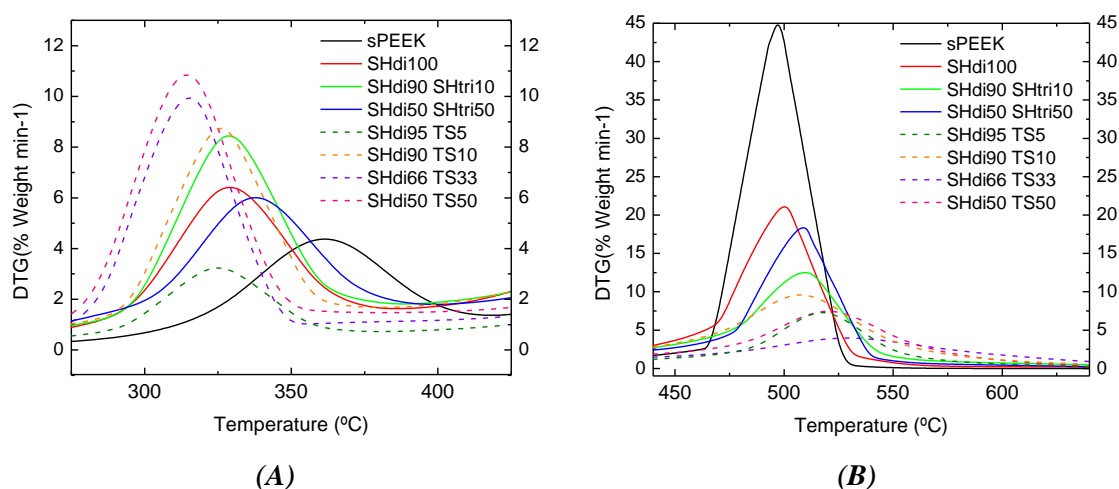 sPEEK
SHdi100
SHdi90 SHtri10
SHdi50 SHtri50
SHdi95 TS5
SHdi90 TS10
SHdi66 TS33
SHdi50 TS50
DTG(% Weight min-1)
12
10
8
6
4
2
0
12
10
8
6
4
2
0
300
350
400
Temperature (ºC)
(A)
sPEEK
SHdi100
SHdi90 SHtri10
SHdi50 SHtri50
SHdi95 TS5
SHdi90 TS10
SHdi66 TS33
SHdi50 TS50
DTG(% Weight min-1)
45
40
35
30
25
20
15
10
5
0
45
40
35
30
25
20
15
10
5
0
450
500
550
600
Temperature (ºC)
(B)